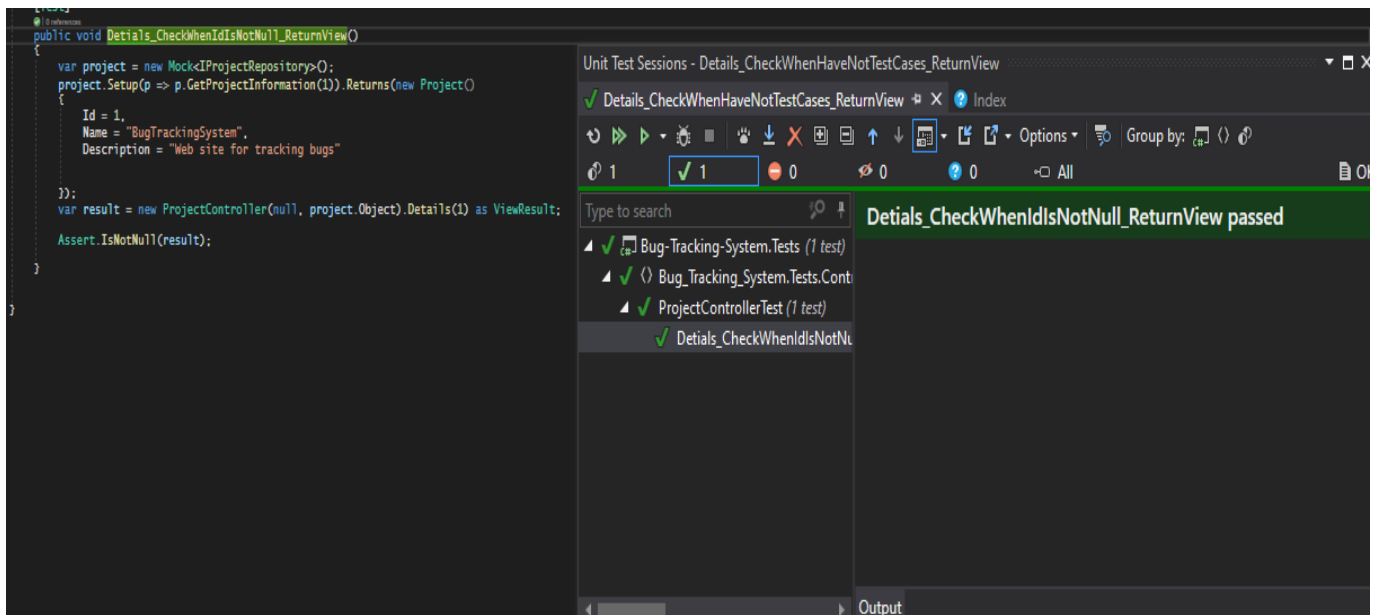 [Test]
0 references
public void Detials_CheckWhenIdIsNotNull_ReturnView()
{
var project = new Mock<IProjectRepository>();
project.Setup(p => p.GetProjectInformation(1)).Returns(new Project()
{
Id = 1,
Name = "BugTrackingSystem",
Description = "Web site for tracking bugs"
});
var result = new ProjectController(null, project.Object).Details(1) as ViewResult;
Assert.IsNotNull(result);
}
}
Unit Test Sessions - Details_CheckWhenHaveNotTestCases_ReturnView
Details_CheckWhenHaveNotTestCases_ReturnView Index
Options Group by:
1 1 0 0 0 All
Type to search
Bug-Tracking-System.Tests (1 test)
Bug_Tracking_System.Tests.Cont
ProjectControllerTest (1 test)
Detials_CheckWhenIdIsNotNu
Detials_CheckWhenIdIsNotNull_ReturnView passed
Output